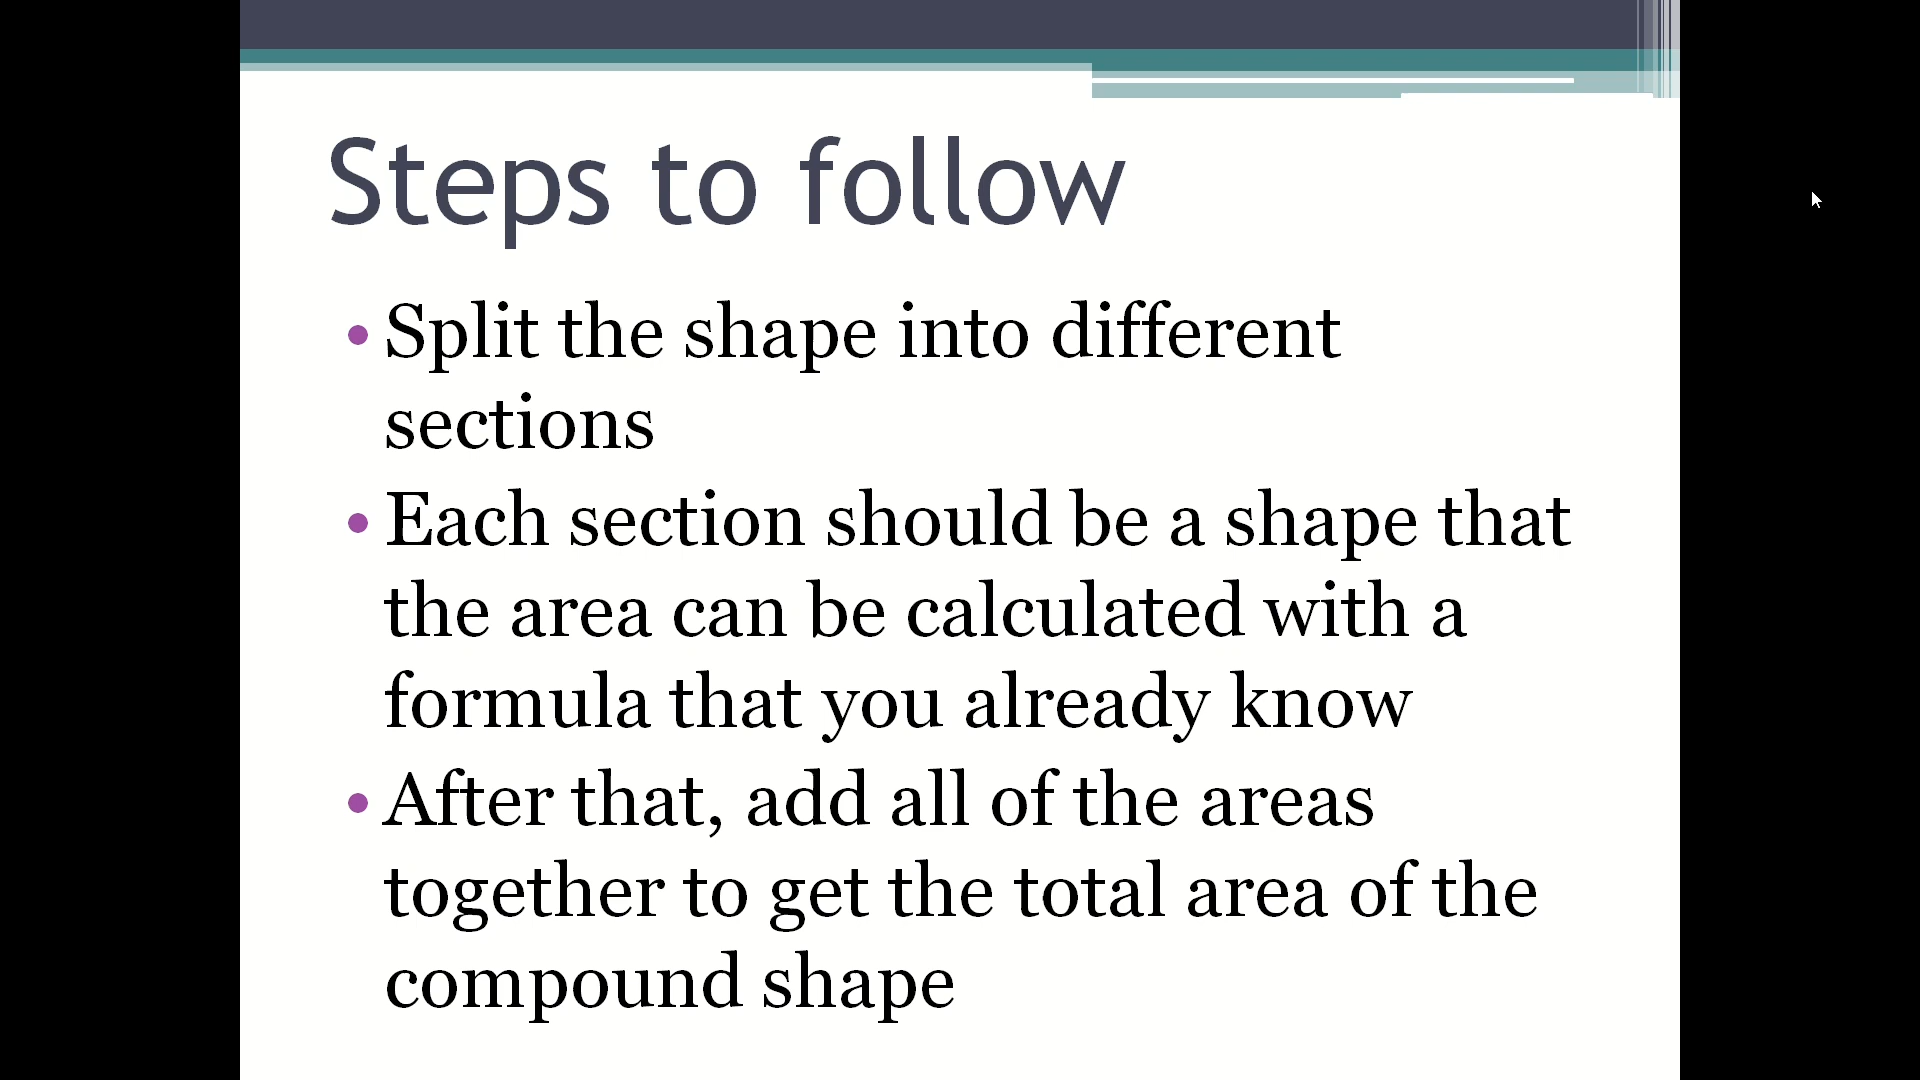 Steps to follow
• Split the shape into different
sections
• Each section should be a shape that
the area can be calculated with a
formula that you already know
• After that, add all of the areas
together to get the total area of the
compound shape